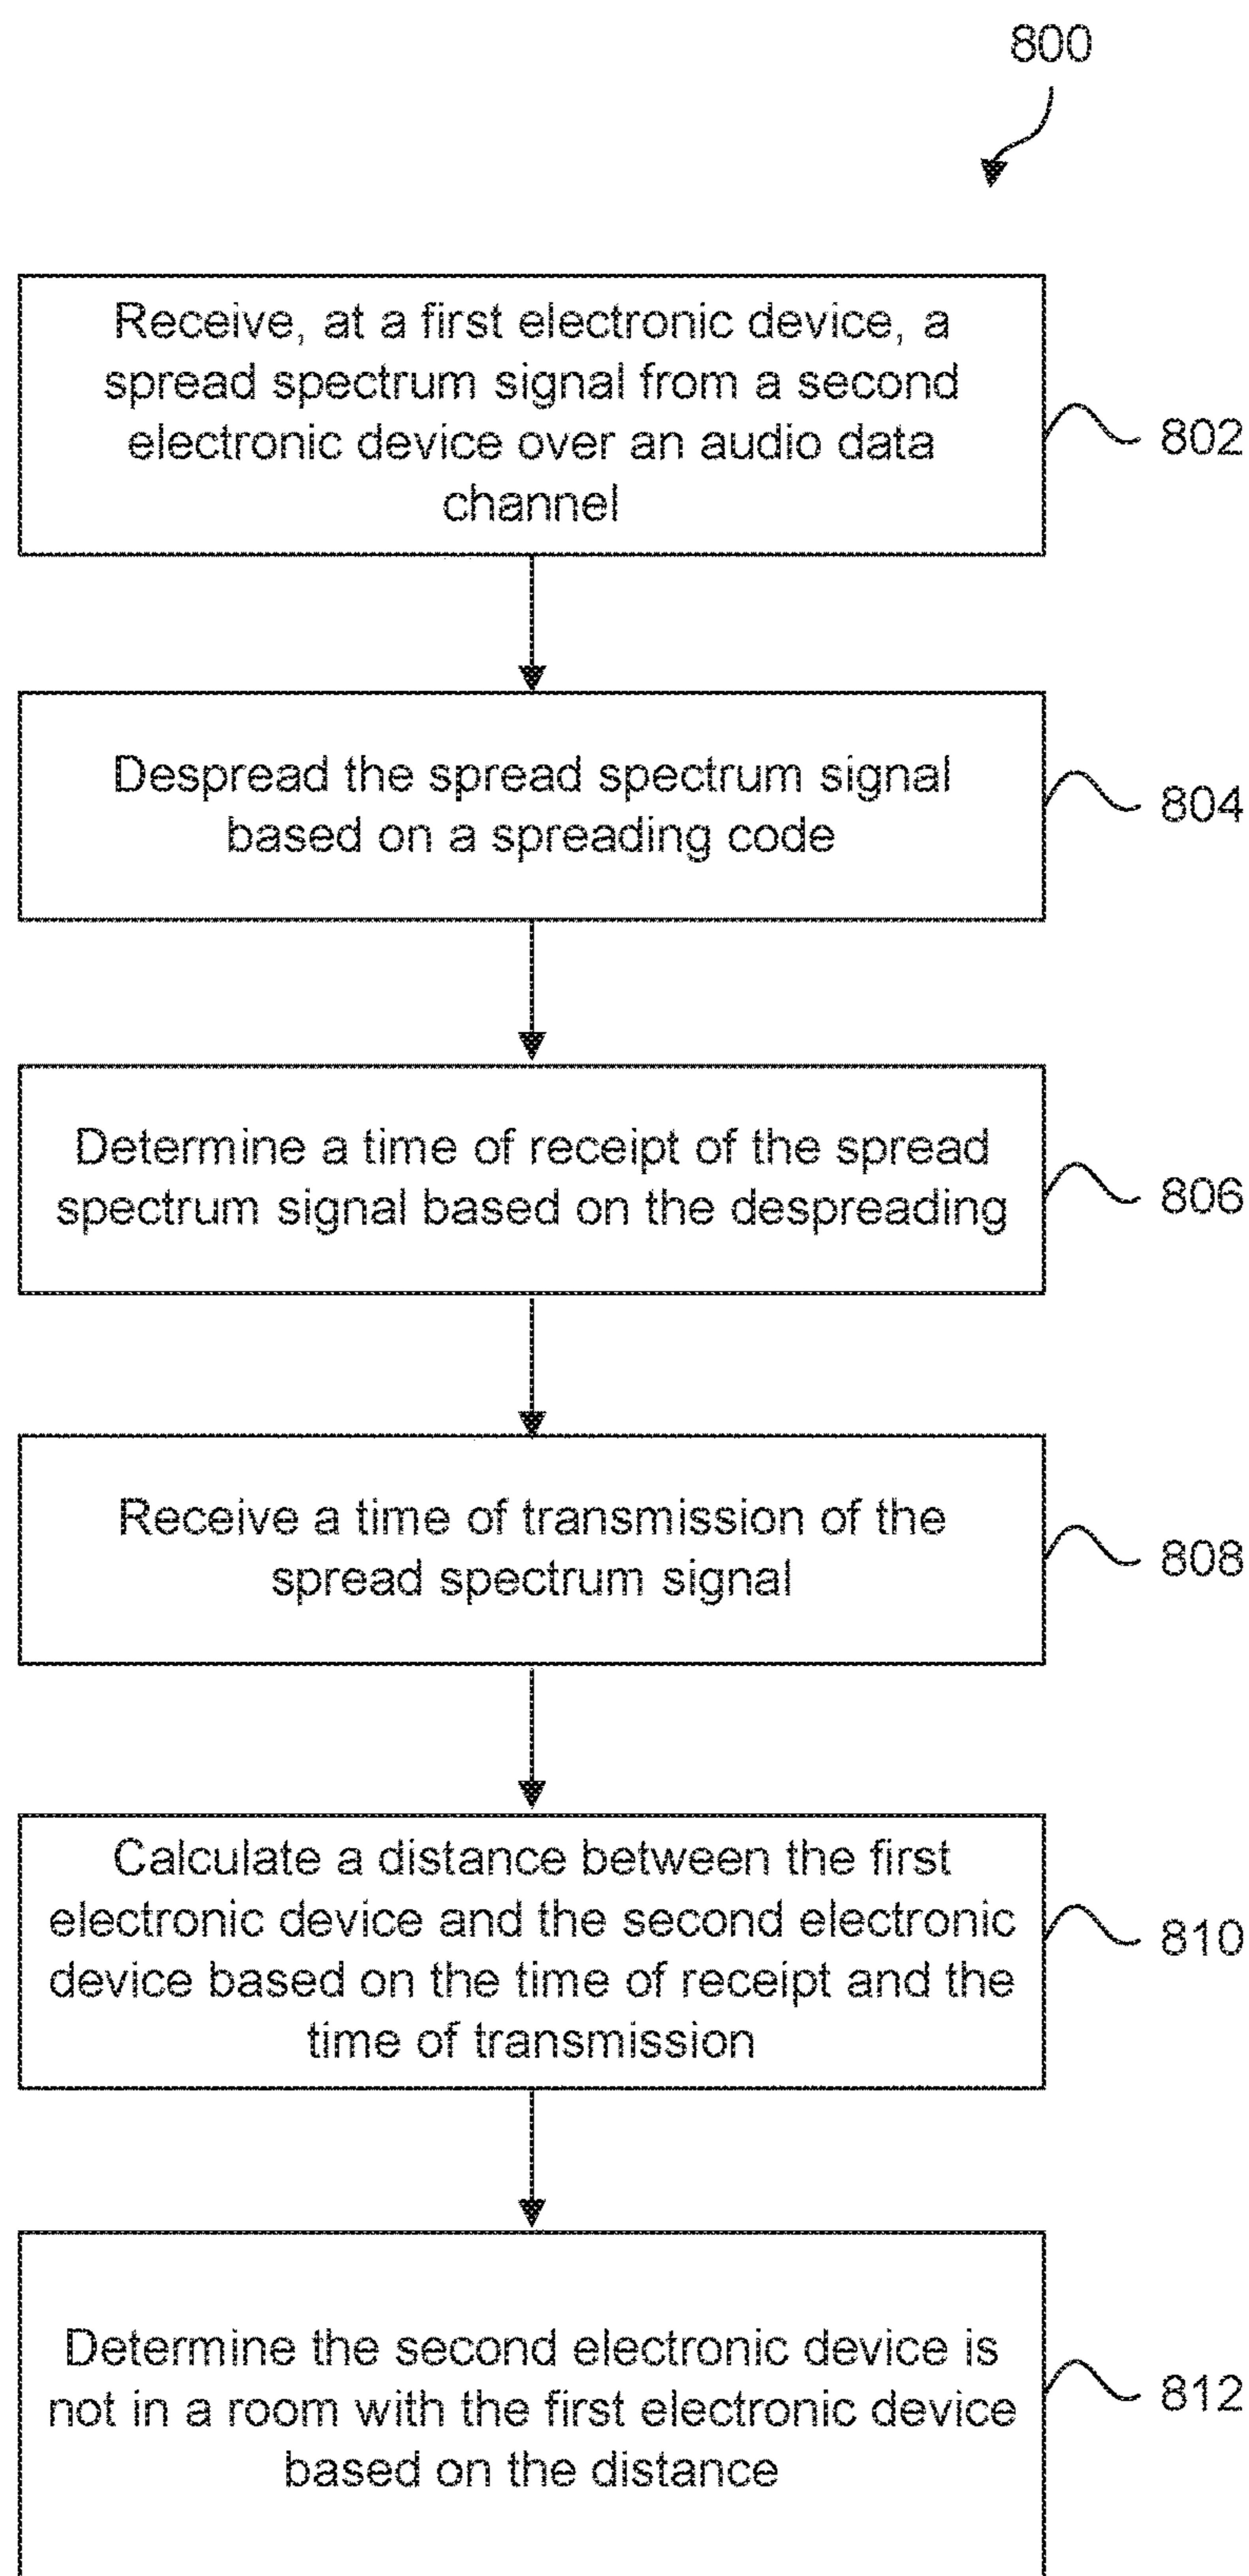 800
Receive, at a first electronic device, a
spread spectrum signal from a second
electronic device over an audio data
channel
802
Despread the spread spectrum signal
based on a spreading code
804
Determine a time of receipt of the spread
spectrum signal based on the despreading
806
Receive a time of transmission of the
spread spectrum signal
808
Calculate a distance between the first
electronic device and the second electronic
device based on the time of receipt and the
time of transmission
810
Determine the second electronic device is
not in a room with the first electronic device
based on the distance
812